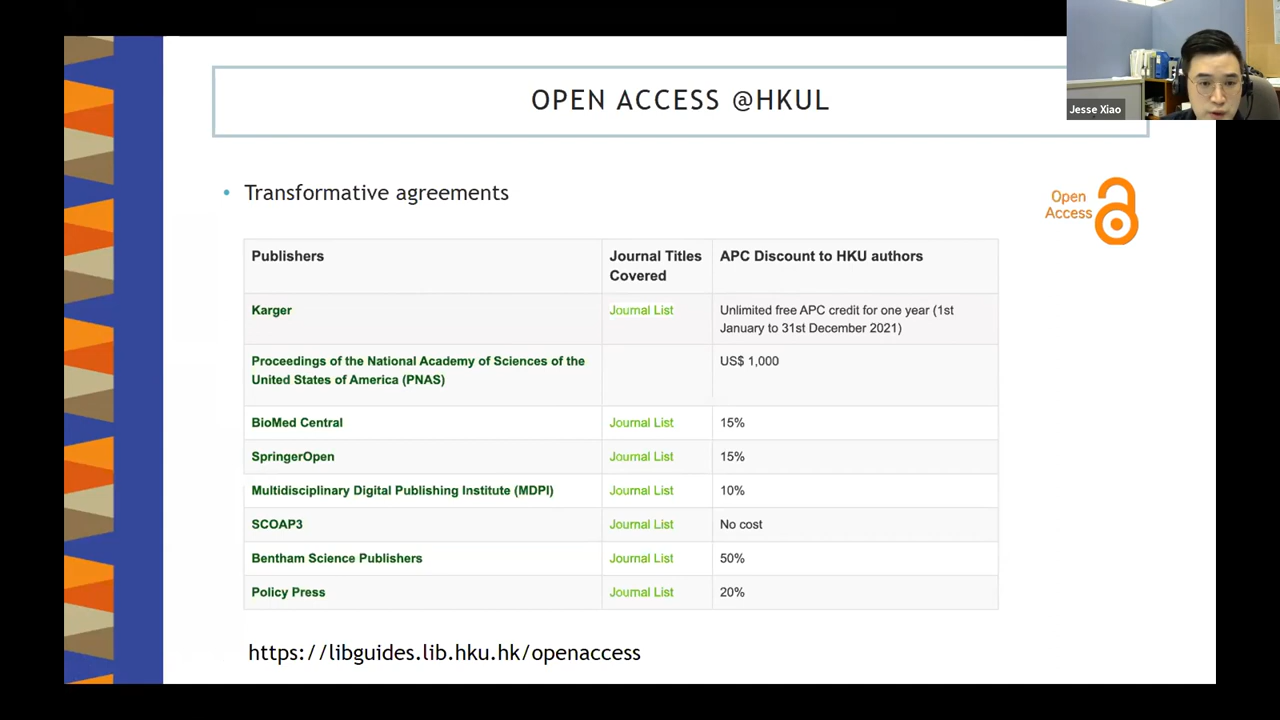 OPEN ACCESS @HKUL
Jesse Xiao
• Transformative agreements
Open
Access
Publishers
Journal Titles
Covered
APC Discount to HKU authors
Karger
Journal List
Unlimited free APC credit for one year (1st
January to 31st December 2021)
Proceedings of the National Academy of Sciences of the
United States of America (PNAS)
US$ 1,000
BioMed Central
Journal List
15%
SpringerOpen
Journal List
15%
Multidisciplinary Digital Publishing Institute (MDPI)
Journal List
10%
SCOAP3
Journal List
No cost
Bentham Science Publishers
Journal List
50%
Policy Press
Journal List
20%
https://libguides.lib.hku.hk/openaccess